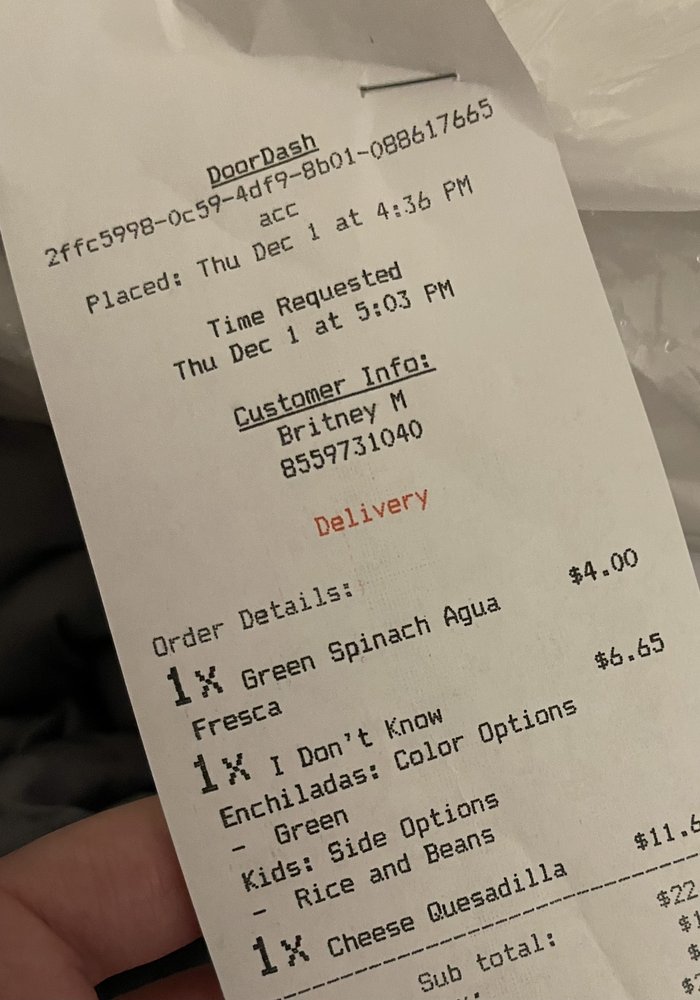 DoorDash
2ffc5998-0c59-4df9-8b01-088617665
acc
Placed: Thu Dec 1 at 4:36 PM
Time Requested
Thu Dec 1 at 5:03 PM
Customer Info:
Britney M
8559731040
Delivery
Order Details:
1x Green Spinach Agua $4.00
Fresca
1x I Don't Know $6.65
Enchiladas: Color Options
- Green
Kids: Side Options
- Rice and Beans
1x Cheese Quesadilla $11.6
Sub total: $22